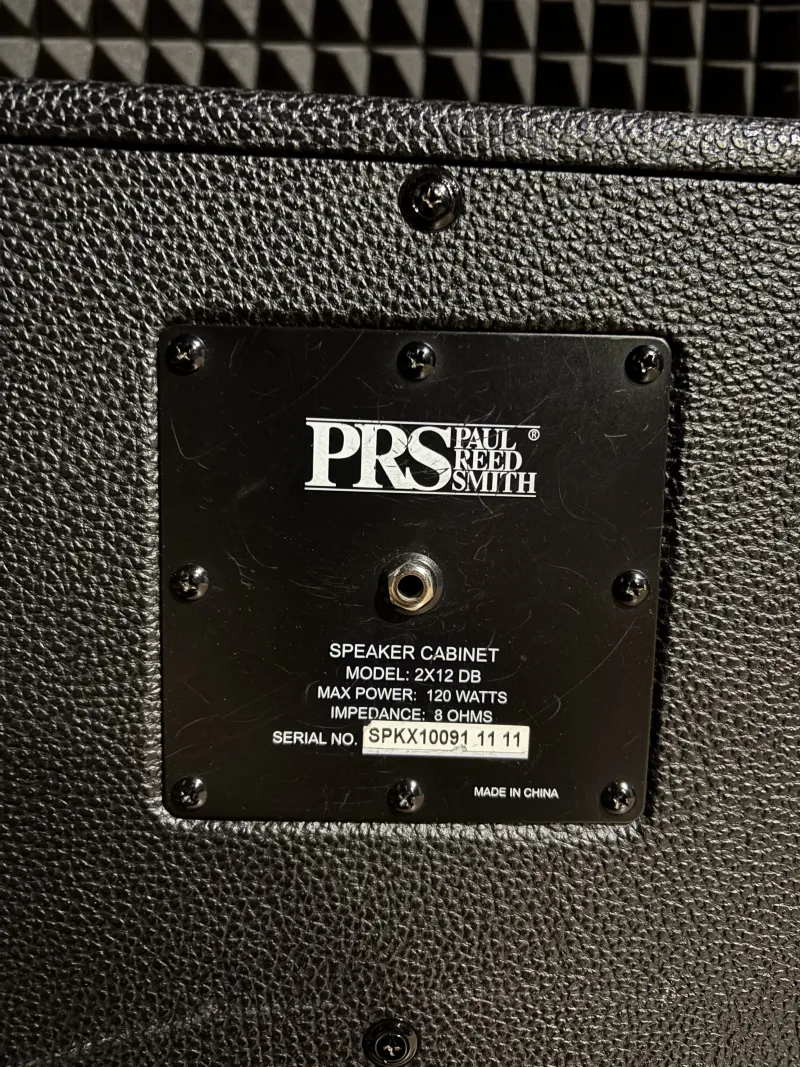 PRS PAUL REED SMITH ®
SPEAKER CABINET
MODEL: 2X12 DB
MAX POWER: 120 WATTS
IMPEDANCE: 8 OHMS
SERIAL NO. SPKX10091 11 11
MADE IN CHINA